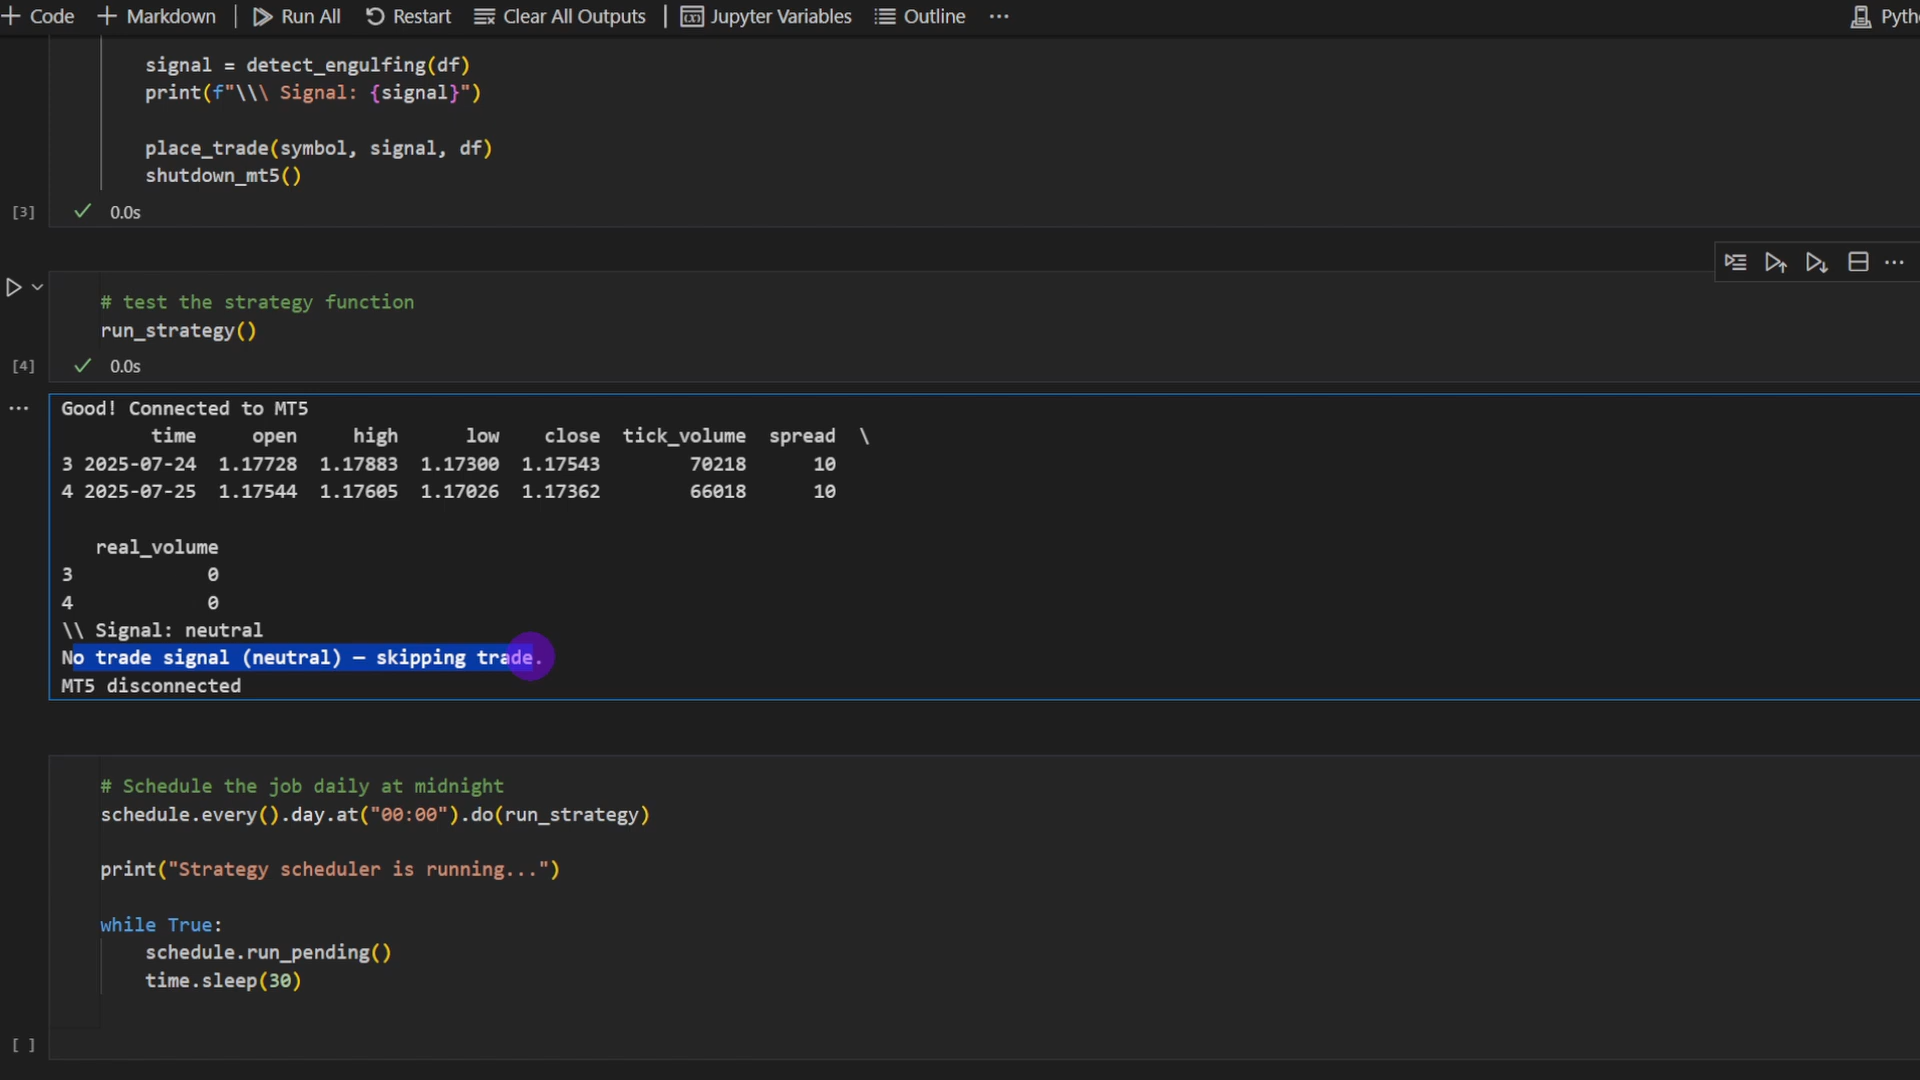 + Code + Markdown | Run All Restart Clear All Outputs | Jupyter Variables Outline ... Pyth
signal = detect_engulfing(df)
print(f"\\\ Signal: {signal}")
place_trade(symbol, signal, df)
shutdown_mt5()
[3] ✓ 0.0s
# test the strategy function
run_strategy()
[4] ✓ 0.0s
... Good! Connected to MT5
time open high low close tick_volume spread \
3 2025-07-24 1.17728 1.17883 1.17300 1.17543 70218 10
4 2025-07-25 1.17544 1.17605 1.17026 1.17362 66018 10
real_volume
3 0
4 0
\\ Signal: neutral
No trade signal (neutral) — skipping trade.
MT5 disconnected
# Schedule the job daily at midnight
schedule.every().day.at("00:00").do(run_strategy)
print("Strategy scheduler is running...")
while True:
schedule.run_pending()
time.sleep(30)
[ ]